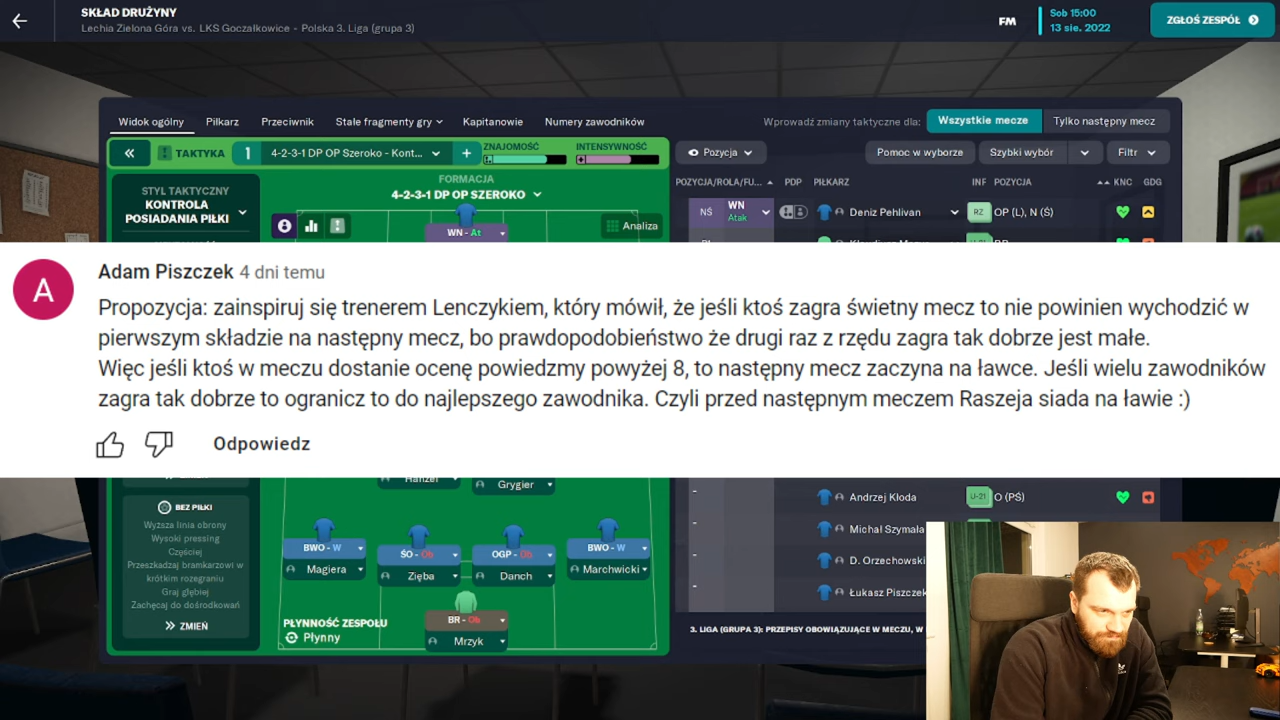 SKŁAD DRUŻYNY
Lechia Zielona Góra vs. LKS Goczałkowice - Polska 3. Liga (grupa 3)
FM
Sob 15:00
13 sie. 2022
ZGŁOŚ ZESPÓŁ
Widok ogólny Piłkarz Przeciwnik Stałe fragmenty gry Kapitanowie Numery zawodników
Wprowadź zmiany taktyczne dla: Wszystkie mecze Tylko następny mecz
TAKTYKA 1 4-2-3-1 DP OP Szeroko - Kont... + ZNAJOMOŚĆ INTENSYWNOŚĆ
Pozycja Pomoc w wyborze Szybki wybór Filtr
STYL TAKTYCZNY
KONTROLA
POSIADANIA PIŁKI
FORMACJA
4-2-3-1 DP OP SZEROKO
Analiza
WN - At
POZYCJA/ROLA/FU... PDP PIŁKARZ INF POZYCJA KNC GDG
NŚ WN Atak Deniz Pehlivan RZ OP (L), N (Ś)
Adam Piszczek 4 dni temu
Propozycja: zainspiruj się trenerem Lenczykiem, który mówił, że jeśli ktoś zagra świetny mecz to nie powinien wychodzić w
pierwszym składzie na następny mecz, bo prawdopodobieństwo że drugi raz z rzędu zagra tak dobrze jest małe.
Więc jeśli ktoś w meczu dostanie ocenę powiedzmy powyżej 8, to następny mecz zaczyna na ławce. Jeśli wielu zawodników
zagra tak dobrze to ogranicz to do najlepszego zawodnika. Czyli przed następnym meczem Raszeja siada na ławie :)
Odpowiedz
Hanzel Grygier
BEZ PIŁKI
Wyższa linia obrony
Wysoki pressing
Częściej
Przeszkadzaj bramkarzowi w
krótkim rozegraniu
Graj głębiej
Zachęcaj do dośrodkowań
ZMIEŃ
BWO - W ŚO - Ob OGP - Ob BWO - W
Magiera Zięba Danch Marchwicki
BR - Ob
Mrzyk
PŁYNNOŚĆ ZESPOŁU
Płynny
- Andrzej Kłoda U-21 O (PŚ)
- Michal Szymała
- D. Orzechowski
- Łukasz Piszczek
3. LIGA (GRUPA 3): PRZEPISY OBOWIĄZUJĄCE W MECZU, W